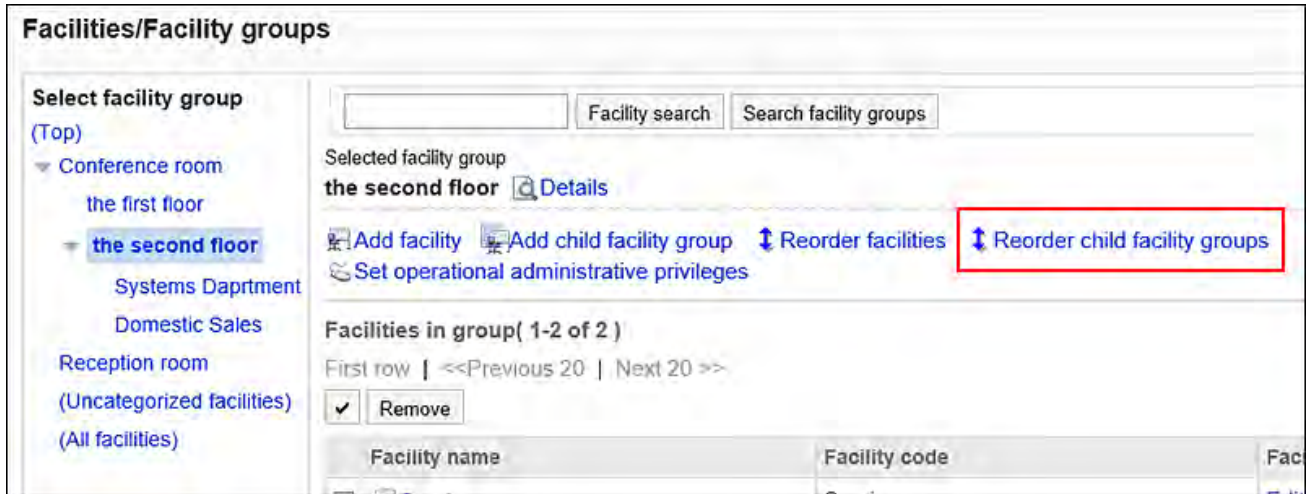 Facilities/Facility groups
Select facility group
(Top)
Conference room
the first floor
the second floor
Systems Daprtment
Domestic Sales
Reception room
(Uncategorized facilities)
(All facilities)
Facility search Search facility groups
Selected facility group
the second floor Details
Add facility Add child facility group Reorder facilities Reorder child facility groups
Set operational administrative privileges
Facilities in group( 1-2 of 2 )
First row | <<Previous 20 | Next 20 >>
Remove
Facility name Facility code